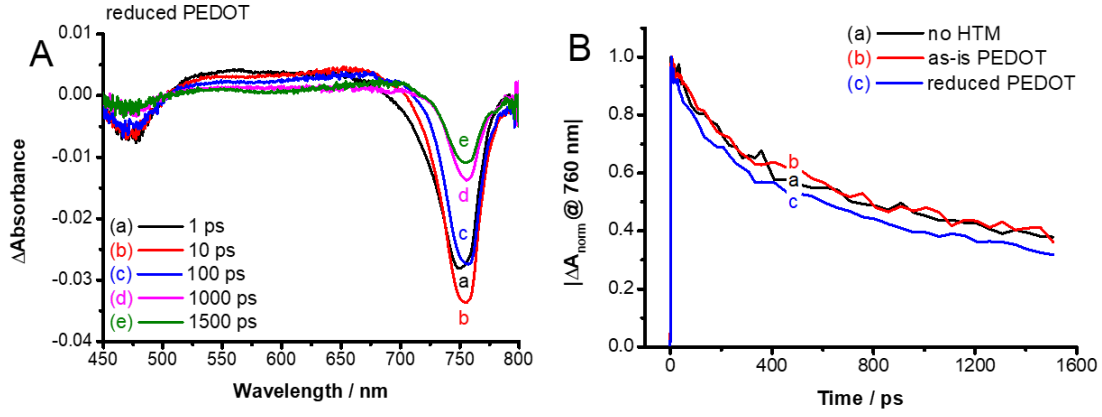 reduced PEDOT
A
0.01
0.00
-0.01
-0.02
-0.03
-0.04
ΔAbsorbance
e
d
c
a
b
(a) 1 ps
(b) 10 ps
(c) 100 ps
(d) 1000 ps
(e) 1500 ps
450 500 550 600 650 700 750 800
Wavelength / nm
B
(a) no HTM
(b) as-is PEDOT
(c) reduced PEDOT
1.0
0.8
0.6
0.4
0.2
0.0
|ΔAnorm @ 760 nm|
b
a
c
0 400 800 1200 1600
Time / ps